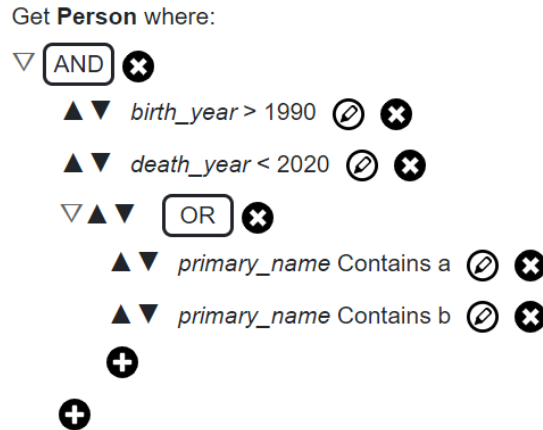 Get Person where:
AND
birth_year > 1990
death_year < 2020
OR
primary_name Contains a
primary_name Contains b